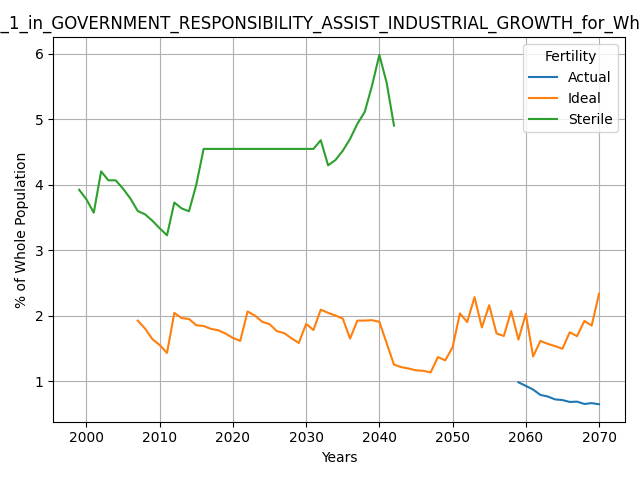 _1_in_GOVERNMENT_RESPONSIBILITY_ASSIST_INDUSTRIAL_GROWTH_for_Wh
Fertility
Actual
Ideal
Sterile
% of Whole Population
6
5
4
3
2
1
2000 2010 2020 2030 2040 2050 2060 2070
Years